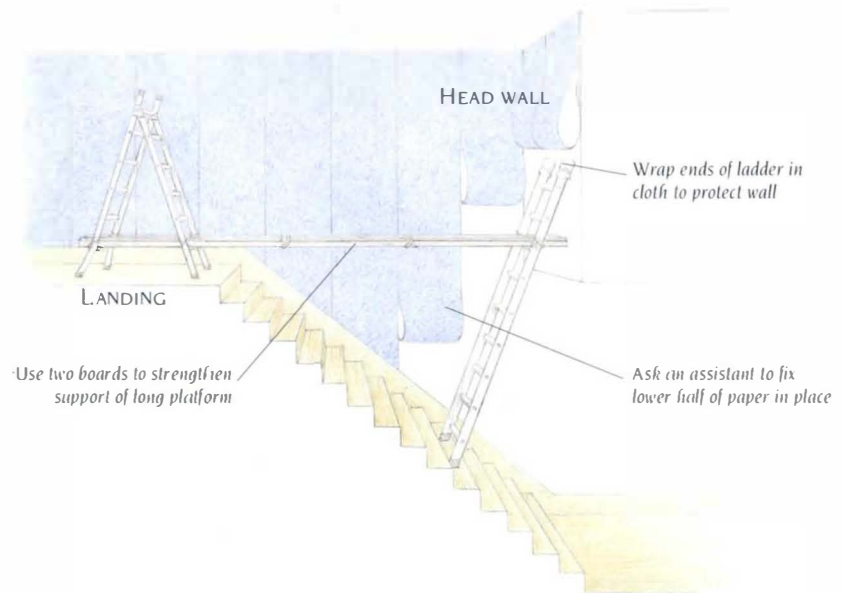 HEAD WALL
Wrap ends of ladder in
cloth to protect wall
LANDING
Use two boards to strengthen
support of long platform
Ask an assistant to fix
lower half of paper in place